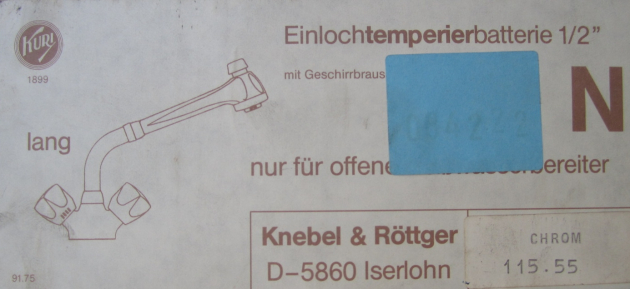 KURI
1899
Einlochtemperierbatterie 1/2"
mit Geschirrbraus
N
lang
nur für offene
Knebel & Röttger
D-5860 Iserlohn
CHROM
115.55
91.75